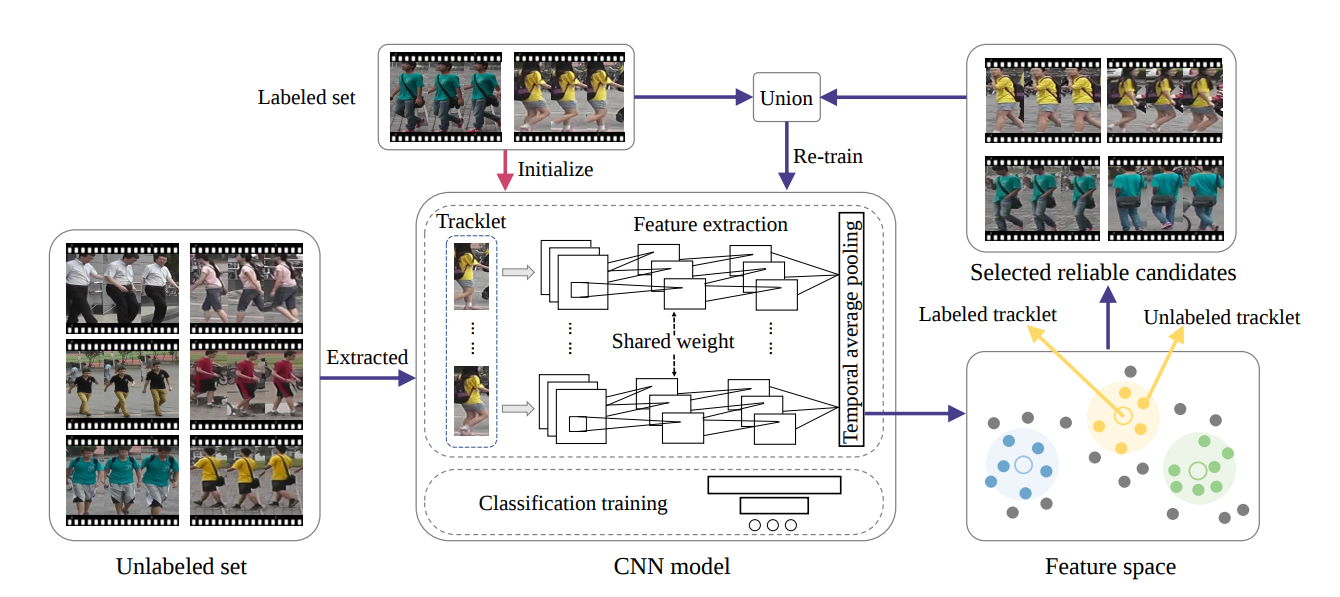 Labeled set
Union
Initialize
Re-train
Tracklet
Feature extraction
Shared weight
Temporal average pooling
Extracted
Selected reliable candidates
Labeled tracklet
Unlabeled tracklet
Classification training
Unlabeled set
CNN model
Feature space